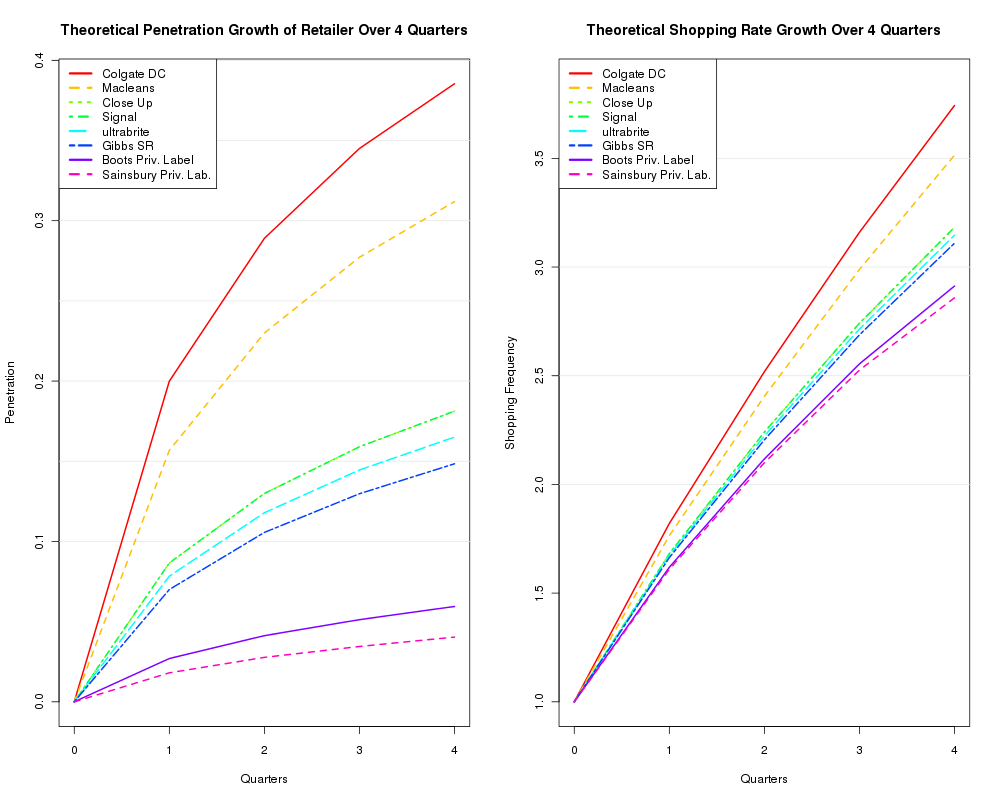 Theoretical Penetration Growth of Retailer Over 4 Quarters
Colgate DC
Macleans
Close Up
Signal
ultrabrite
Gibbs SR
Boots Priv. Label
Sainsbury Priv. Lab.
0.4
0.3
0.2
0.1
0.0
Penetration
0 1 2 3 4
Quarters
Theoretical Shopping Rate Growth Over 4 Quarters
Colgate DC
Macleans
Close Up
Signal
ultrabrite
Gibbs SR
Boots Priv. Label
Sainsbury Priv. Lab.
3.5
3.0
2.5
2.0
1.5
1.0
Shopping Frequency
0 1 2 3 4
Quarters